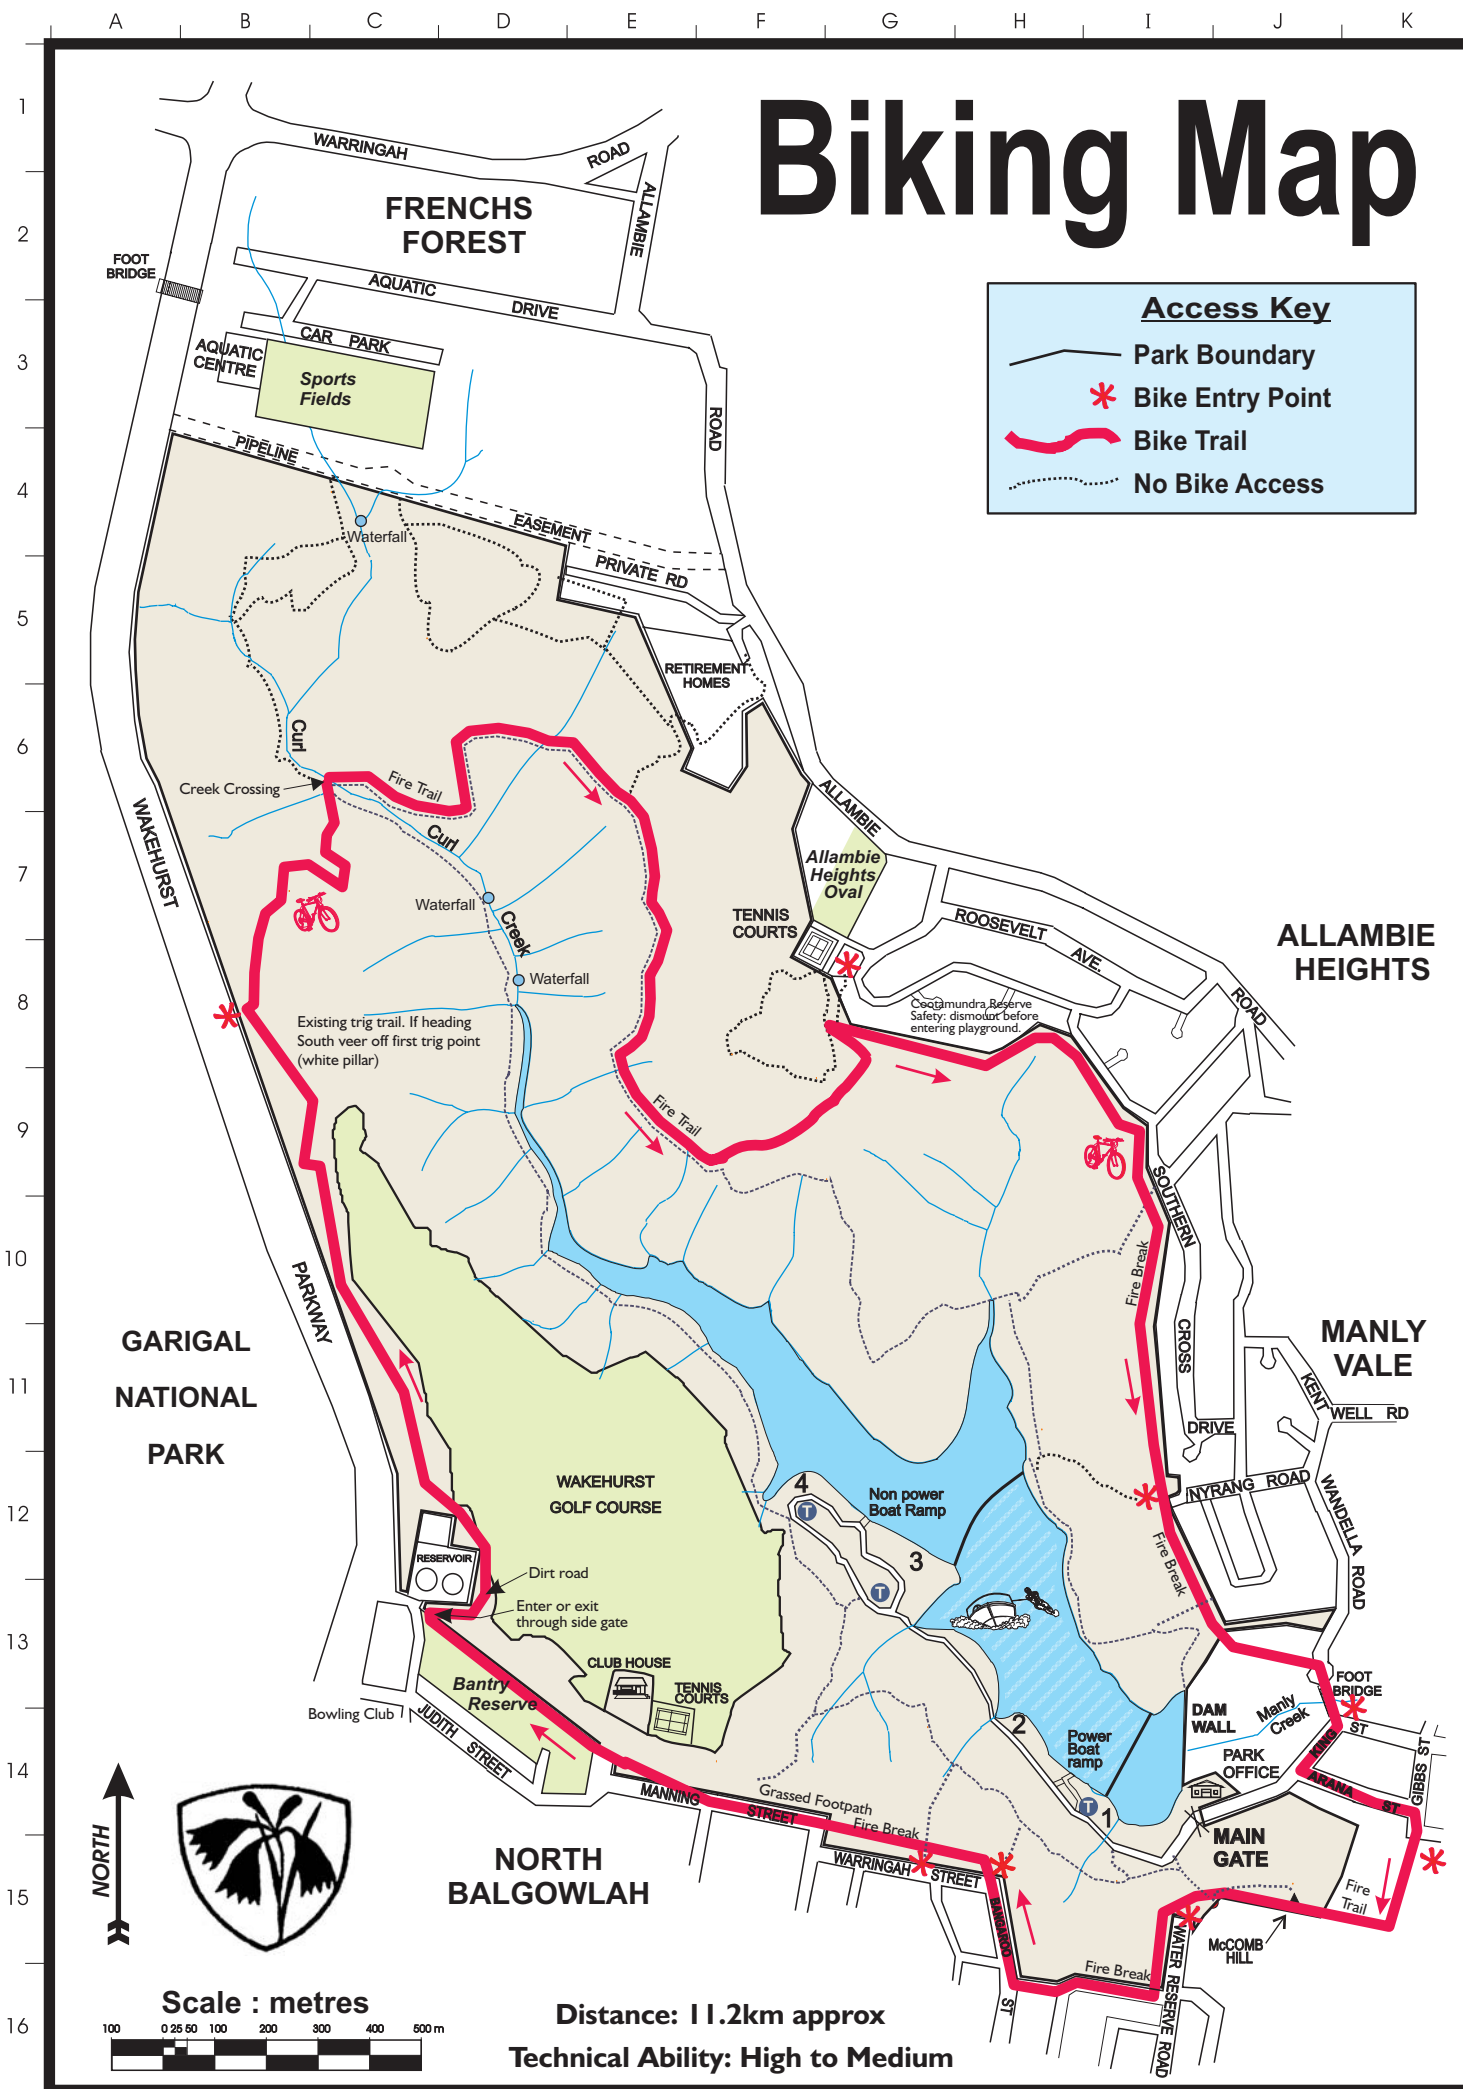 A B C D E F G H I J K
1
2
3
4
5
6
7
8
9
10
11
12
13
14
15
16
Biking Map
Access Key
Park Boundary
Bike Entry Point
Bike Trail
No Bike Access
WARRINGAH
ROAD
ALLAMBIE
FRENCHS
FOREST
FOOT
BRIDGE
AQUATIC
DRIVE
CAR PARK
AQUATIC
CENTRE
Sports
Fields
ROAD
PIPELINE
EASEMENT
Waterfall
PRIVATE RD
RETIREMENT
HOMES
Curl
Creek Crossing
Fire Trail
Curl
WAKEHURST
ALLAMBIE
Allambie
Heights
Oval
TENNIS
COURTS
ROOSEVELT
AVE.
ROAD
ALLAMBIE
HEIGHTS
Waterfall
Creek
Waterfall
Cootamundra Reserve
Safety: dismount before
entering playground.
Existing trig trail. If heading
South veer off first trig point
(white pillar)
Fire Trail
SOUTHERN
Fire Break
CROSS
DRIVE
PARKWAY
GARIGAL
NATIONAL
PARK
MANLY
VALE
KENT
WELL RD
NYRANG ROAD
WANDELLA
ROAD
WAKEHURST
GOLF COURSE
4
T
Non power
Boat Ramp
3
T
Fire Break
RESERVOIR
Dirt road
Enter or exit
through side gate
Bantry
Reserve
CLUB HOUSE
TENNIS
COURTS
Bowling Club
JUDITH
STREET
FOOT
BRIDGE
DAM
WALL
Manly
Creek
KING
ST
PARK
OFFICE
2
Power
Boat
ramp
T
1
ARANA
ST
GIBBS ST
MANNING
STREET
Grassed Footpath
Fire Break
WARRINGAH
STREET
MAIN
GATE
NORTH
NORTH
BALGOWLAH
BANGAROO
ST
Fire
Trail
McCOMB
HILL
Fire Break
WATER RESERVE ROAD
Scale : metres
100 0 25 50 100 200 300 400 500 m
Distance: 11.2km approx
Technical Ability: High to Medium